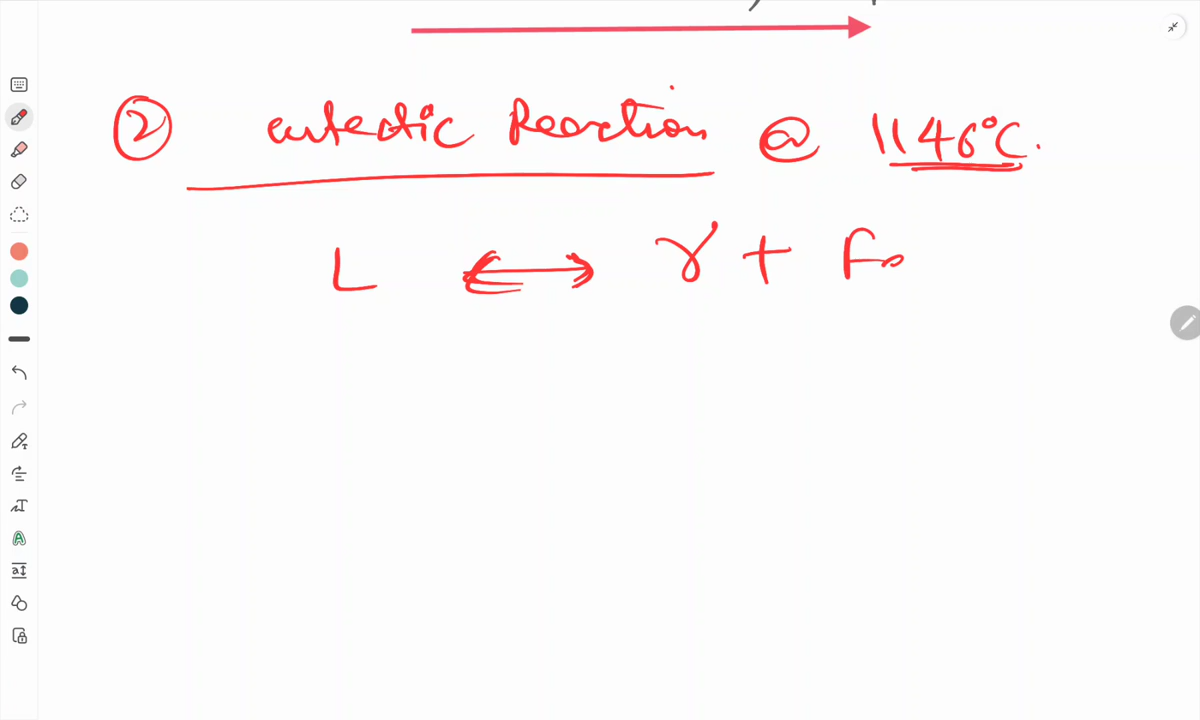 ② eutectic Reaction @ 1146°C.
L ⟷ γ + Fe